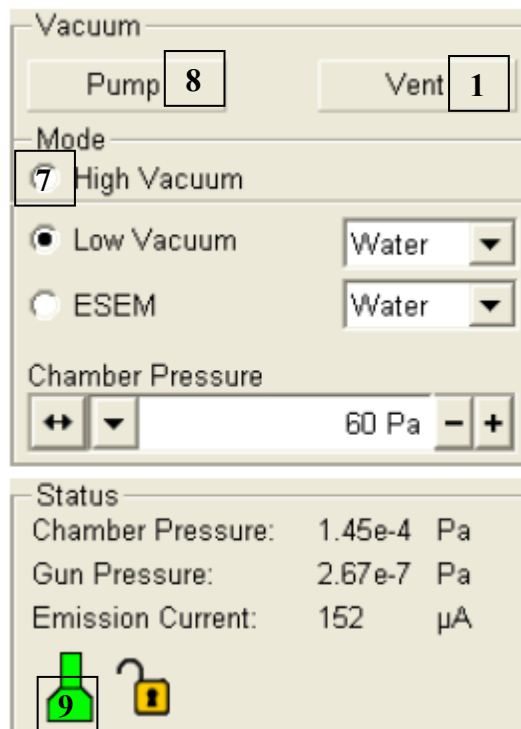 Vacuum
Pump 8 Vent 1
Mode
7 High Vacuum
Low Vacuum Water
ESEM Water
Chamber Pressure
60 Pa - +
Status
Chamber Pressure: 1.45e-4 Pa
Gun Pressure: 2.67e-7 Pa
Emission Current: 152 µA
9